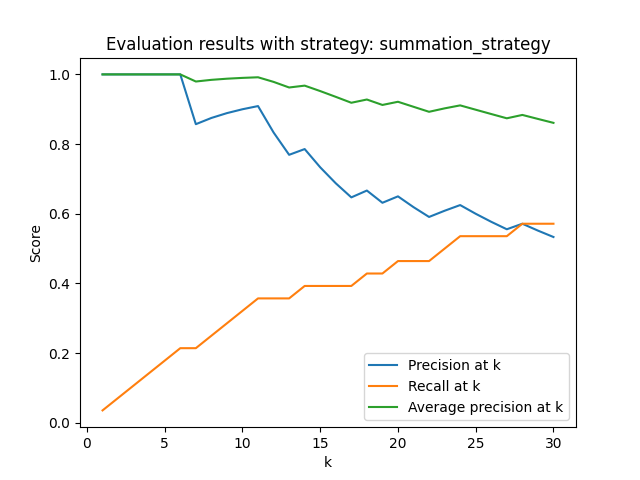 Evaluation results with strategy: summation_strategy
1.0
0.8
0.6
0.4
0.2
0.0
Score
0
5
10
15
20
25
30
k
Precision at k
Recall at k
Average precision at k